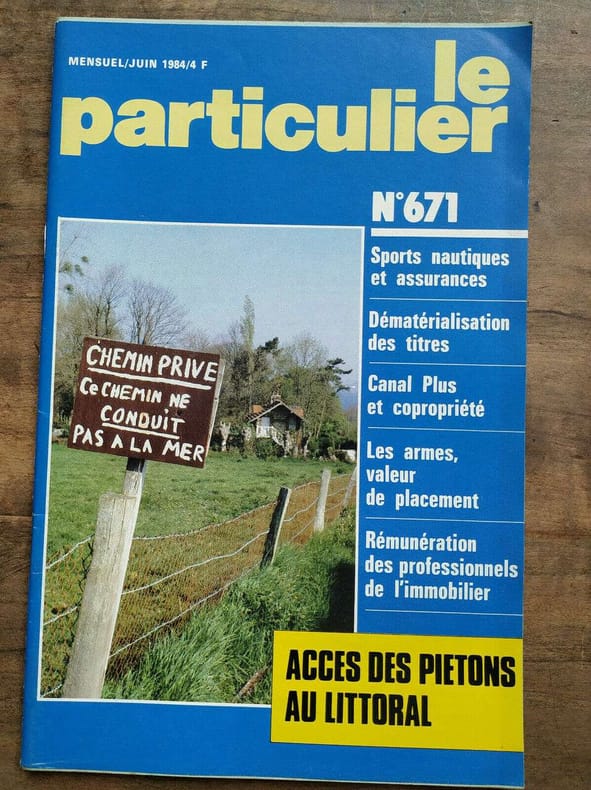 MENSUEL/JUIN 1984/4 F
le
particulier
N°671
Sports nautiques
et assurances
Dématérialisation
des titres
Canal Plus
et copropriété
Les armes,
valeur
de placement
Rémunération
des professionnels
de l'immobilier
CHEMIN PRIVE
Ce CHEMIN NE
CONDUIT
PAS A LA MER
ACCES DES PIETONS
AU LITTORAL